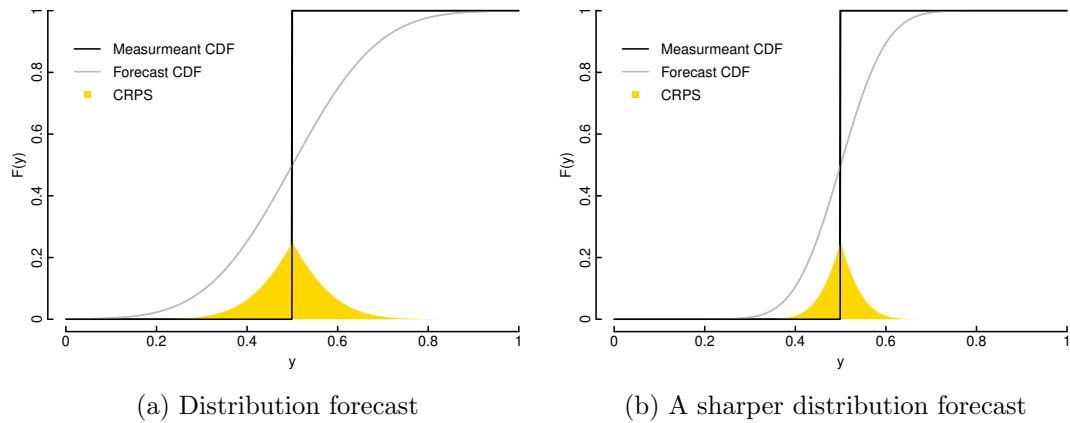 Measurmeant CDF
Forecast CDF
CRPS
F(y)
0 0.2 0.4 0.6 0.8 1
0 0.2 0.4 0.6 0.8 1
y
(a) Distribution forecast
Measurmeant CDF
Forecast CDF
CRPS
F(y)
0 0.2 0.4 0.6 0.8 1
0 0.2 0.4 0.6 0.8 1
y
(b) A sharper distribution forecast